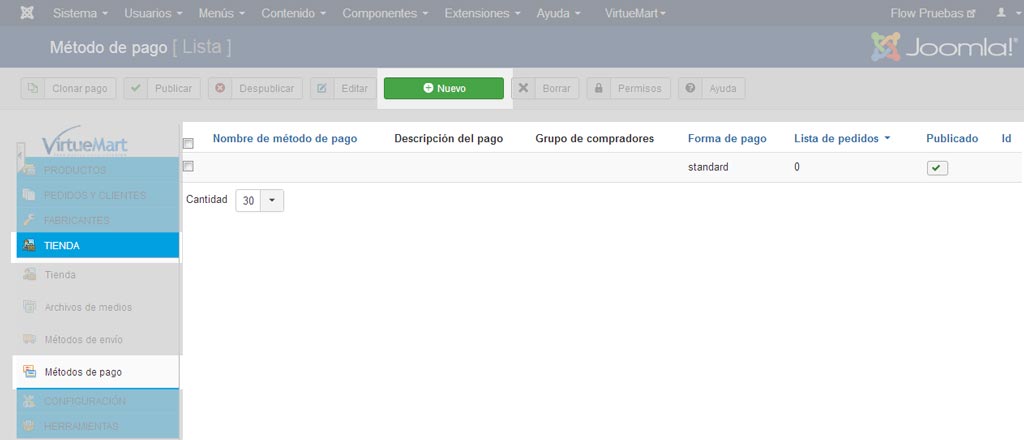 Sistema Usuarios Menús Contenido Componentes Extensiones Ayuda VirtueMart Flow Pruebas
Método de pago [ Lista ] Joomla!®
Clonar pago Publicar Despublicar Editar Nuevo Borrar Permisos Ayuda
VirtueMart
Nombre de método de pago Descripción del pago Grupo de compradores Forma de pago Lista de pedidos Publicado Id
standard 0
Cantidad 30
PRODUCTOS
PEDIDOS Y CLIENTES
FABRICANTES
TIENDA
Tienda
Archivos de medios
Métodos de envío
Métodos de pago
CONFIGURACIÓN
HERRAMIENTAS